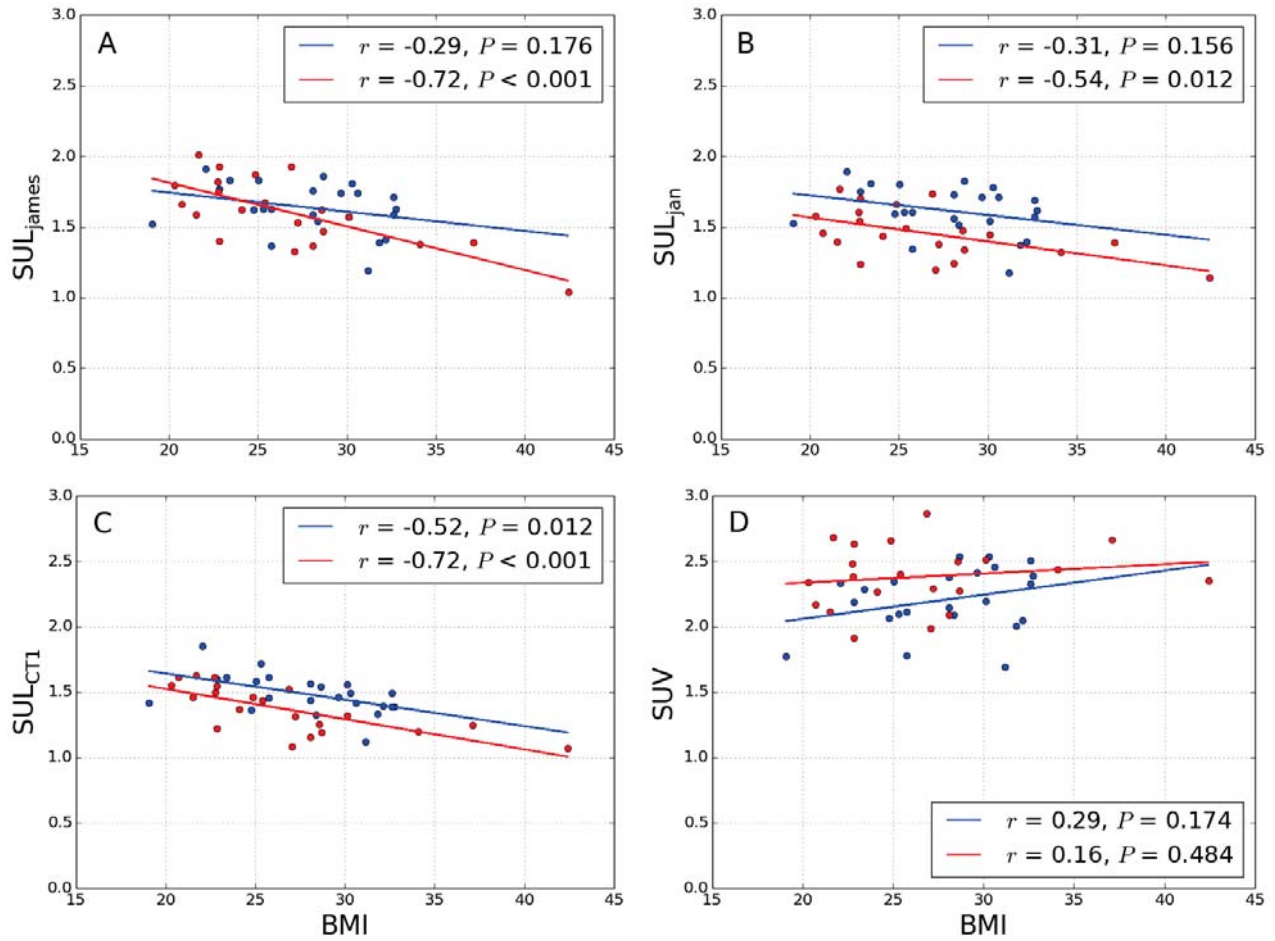 A
r = -0.29, P = 0.176
r = -0.72, P < 0.001
SULjames
3.0
2.5
2.0
1.5
1.0
0.5
0.0
15 20 25 30 35 40 45
B
r = -0.31, P = 0.156
r = -0.54, P = 0.012
SULjan
3.0
2.5
2.0
1.5
1.0
0.5
0.0
15 20 25 30 35 40 45
C
r = -0.52, P = 0.012
r = -0.72, P < 0.001
SULCT1
3.0
2.5
2.0
1.5
1.0
0.5
0.0
15 20 25 30 35 40 45
BMI
D
SUV
3.0
2.5
2.0
1.5
1.0
0.5
0.0
r = 0.29, P = 0.174
r = 0.16, P = 0.484
15 20 25 30 35 40 45
BMI